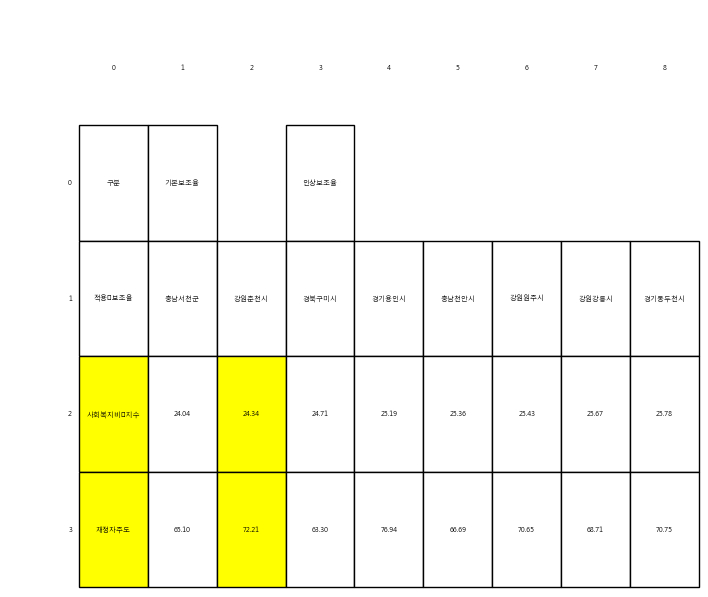 0 1 2 3 4 5 6 7 8
0 구분 기본보조율 인상보조율
1 적용□보조율 충남서천군 강원춘천시 경북구미시 경기용인시 충남천안시 강원원주시 강원강릉시 경기동두천시
2 사회복지비□지수 24.04 24.34 24.71 25.19 25.36 25.43 25.67 25.78
3 재정자주도 65.10 72.21 63.30 76.94 66.69 70.65 68.71 70.75